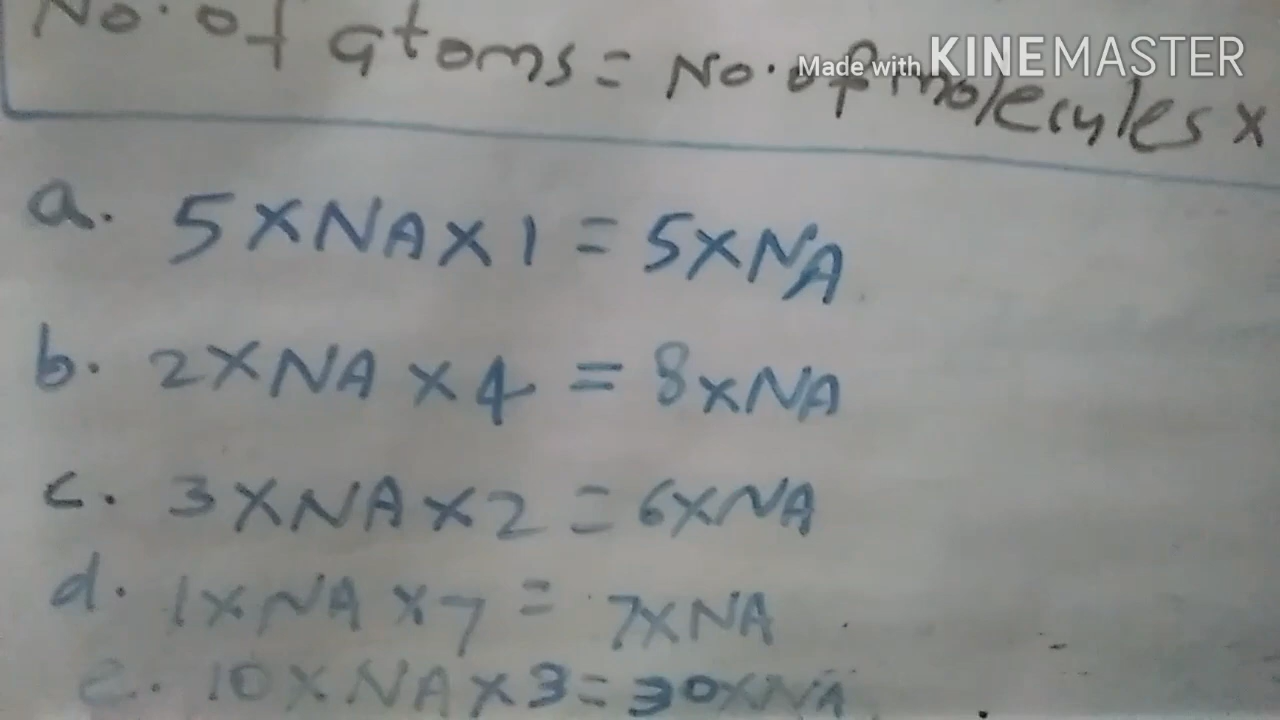 No. of atoms = No. of molecules x
Made with KINEMASTER
a. 5 x NA x 1 = 5 x NA
b. 2 x NA x 4 = 8 x NA
c. 3 x NA x 2 = 6 x NA
d. 1 x NA x 7 = 7 x NA
e. 10 x NA x 3 = 30 x NA